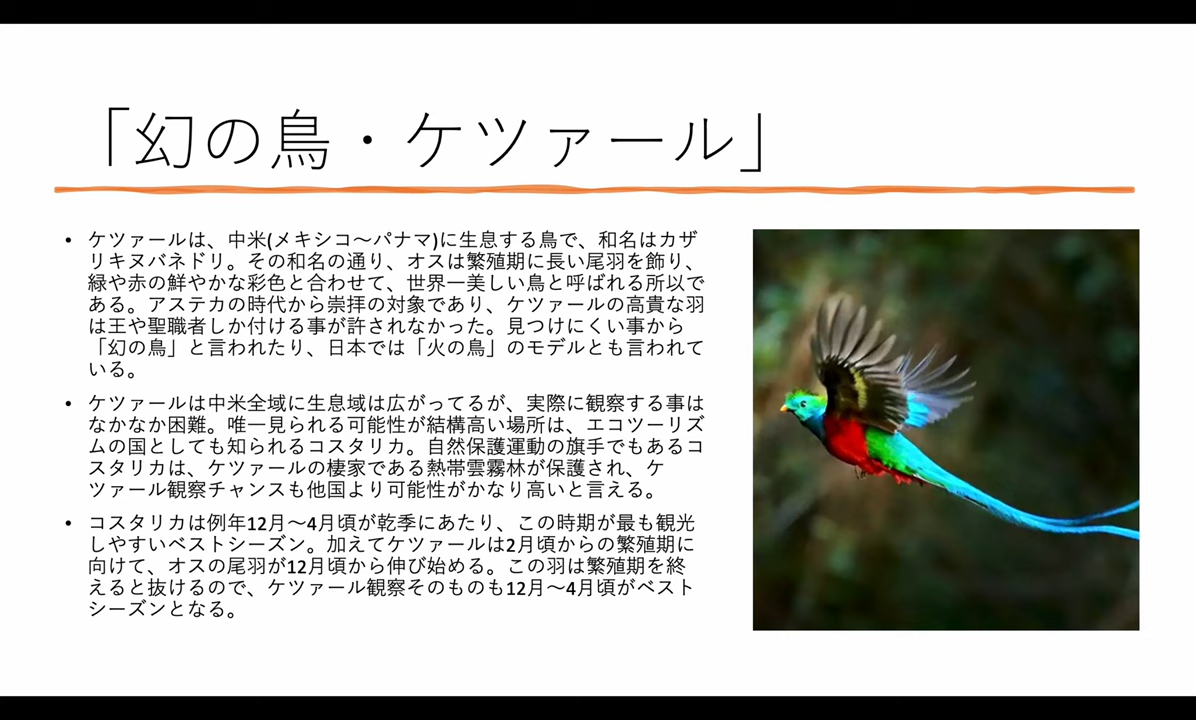 「幻の鳥・ケツァール」
• ケツァールは、中米(メキシコ～パナマ)に生息する鳥で、和名はカザ
リキヌバネドリ。その和名の通り、オスは繁殖期に長い尾羽を飾り、
緑や赤の鮮やかな彩色と合わせて、世界一美しい鳥と呼ばれる所以で
ある。アステカの時代から崇拝の対象であり、ケツァールの高貴な羽
は王や聖職者しか付ける事が許されなかった。見つけにくい事から
「幻の鳥」と言われたり、日本では「火の鳥」のモデルとも言われて
いる。
• ケツァールは中米全域に生息域は広がってるが、実際に観察する事は
なかなか困難。唯一見られる可能性が結構高い場所は、エコツーリズ
ムの国としても知られるコスタリカ。自然保護運動の旗手でもあるコ
スタリカは、ケツァールの棲家である熱帯雲霧林が保護され、ケ
ツァール観察チャンスも他国より可能性がかなり高いと言える。
• コスタリカは例年12月～4月頃が乾季にあたり、この時期が最も観光
しやすいベストシーズン。加えてケツァールは2月頃からの繁殖期に
向けて、オスの尾羽が12月頃から伸び始める。この羽は繁殖期を終
えると抜けるので、ケツァール観察そのものも12月～4月頃がベスト
シーズンとなる。